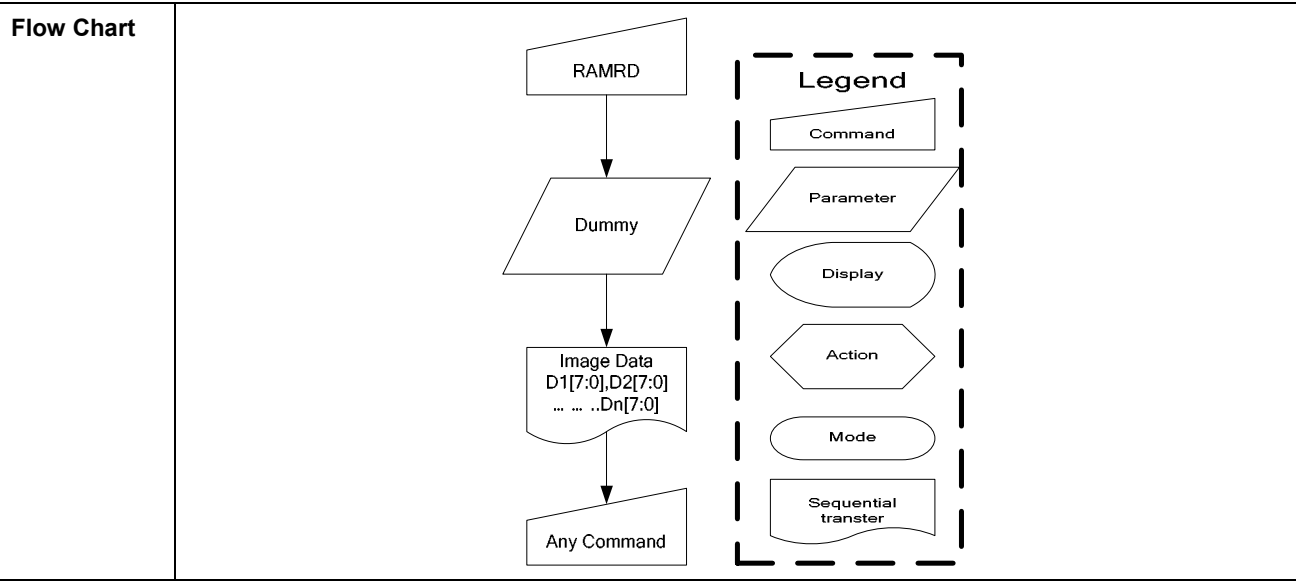 Flow Chart
RAMRD
Dummy
Image Data
D1[7:0],D2[7:0]
... ... ..Dn[7:0]
Any Command
Legend
Command
Parameter
Display
Action
Mode
Sequential
transter